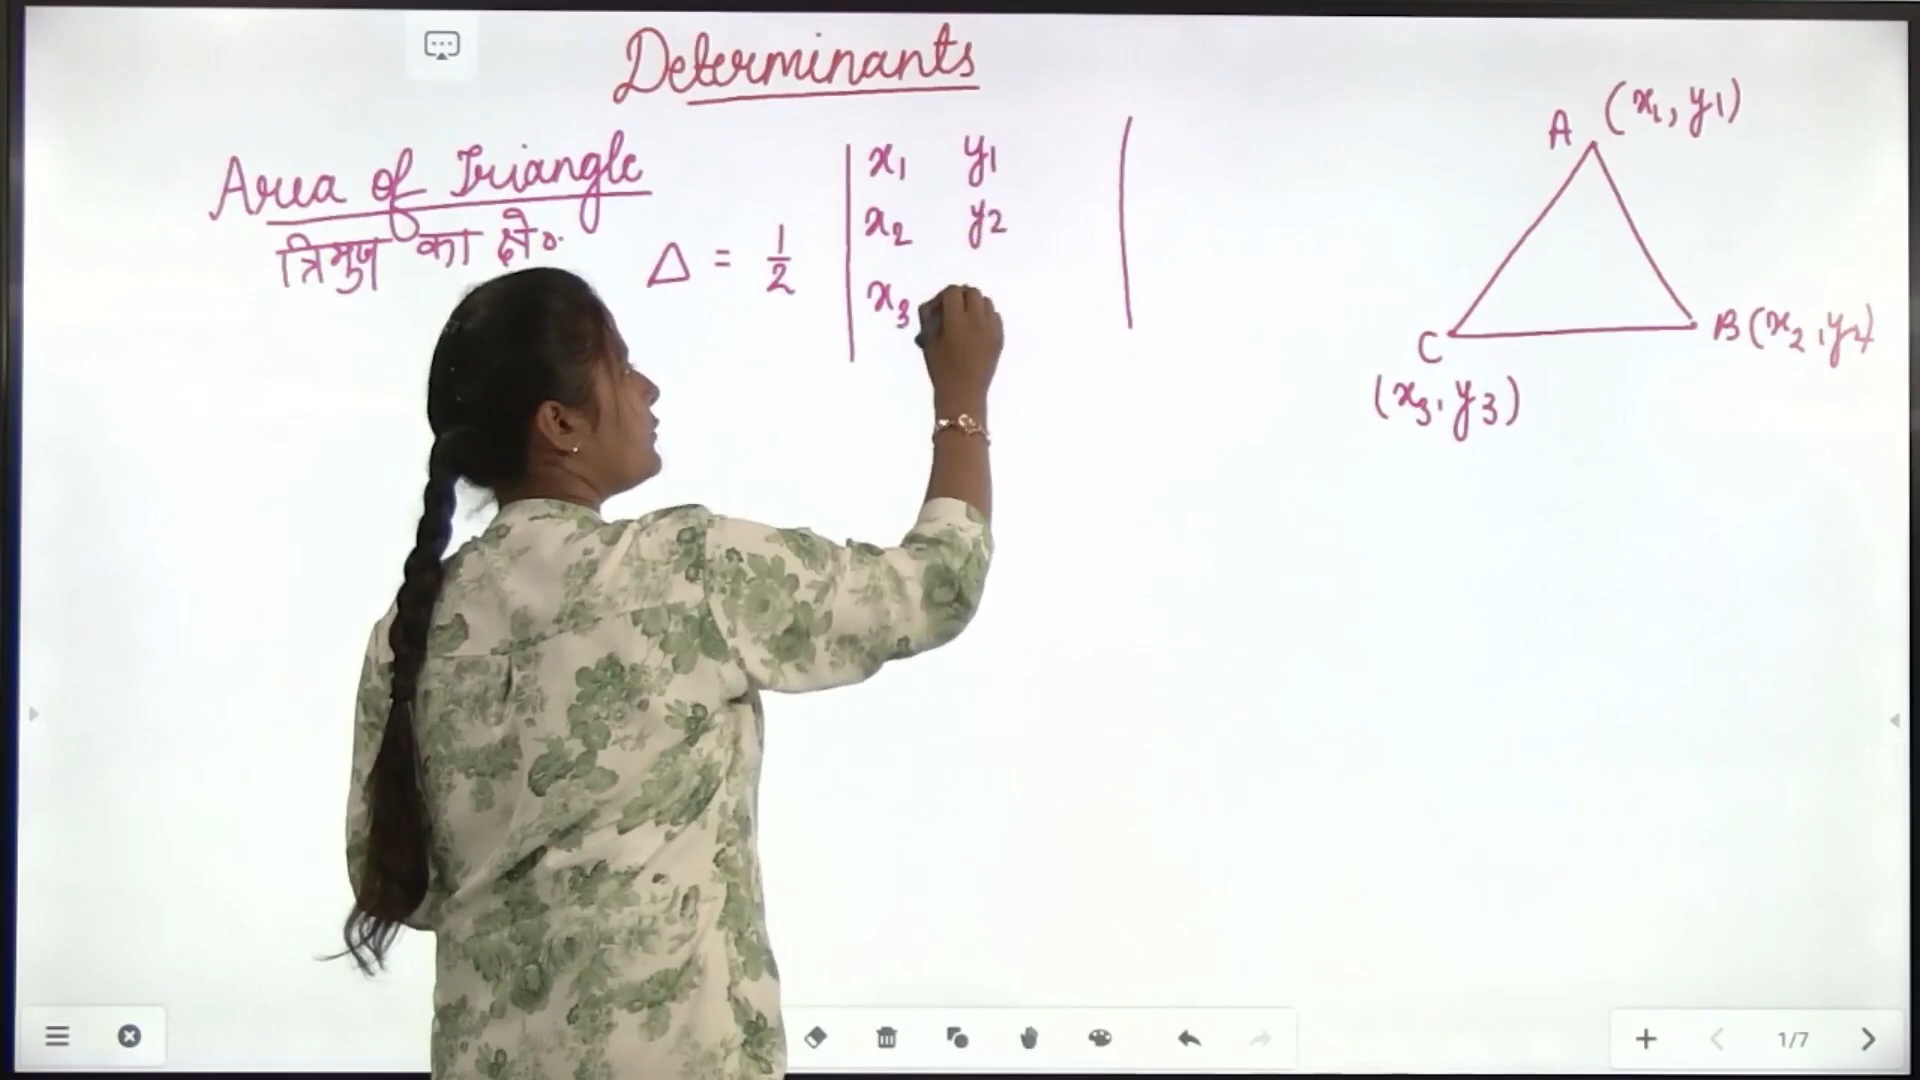 Determinants
Area of Triangle
त्रिभुज का क्षे०
Δ = 1/2
x1 y1
x2 y2
x3
A (x1, y1)
B (x2, y2)
C
(x3, y3)
1/7